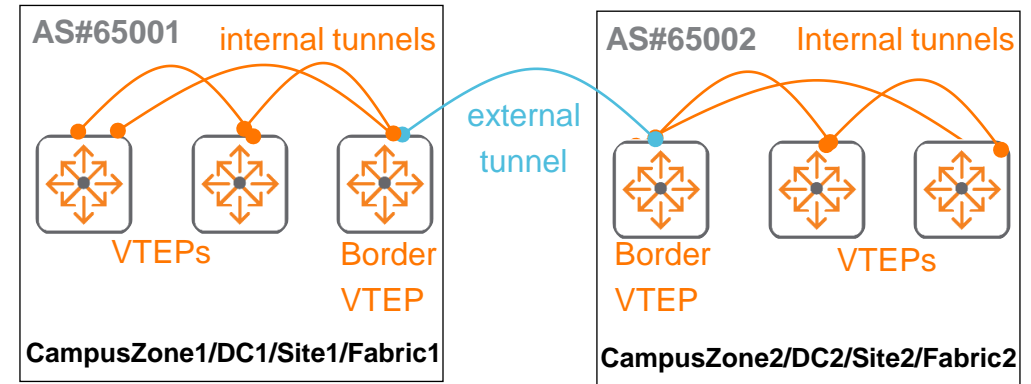 AS#65001
internal tunnels
VTEPs
Border
VTEP
CampusZone1/DC1/Site1/Fabric1
external
tunnel
AS#65002
Internal tunnels
Border
VTEP
VTEPs
CampusZone2/DC2/Site2/Fabric2